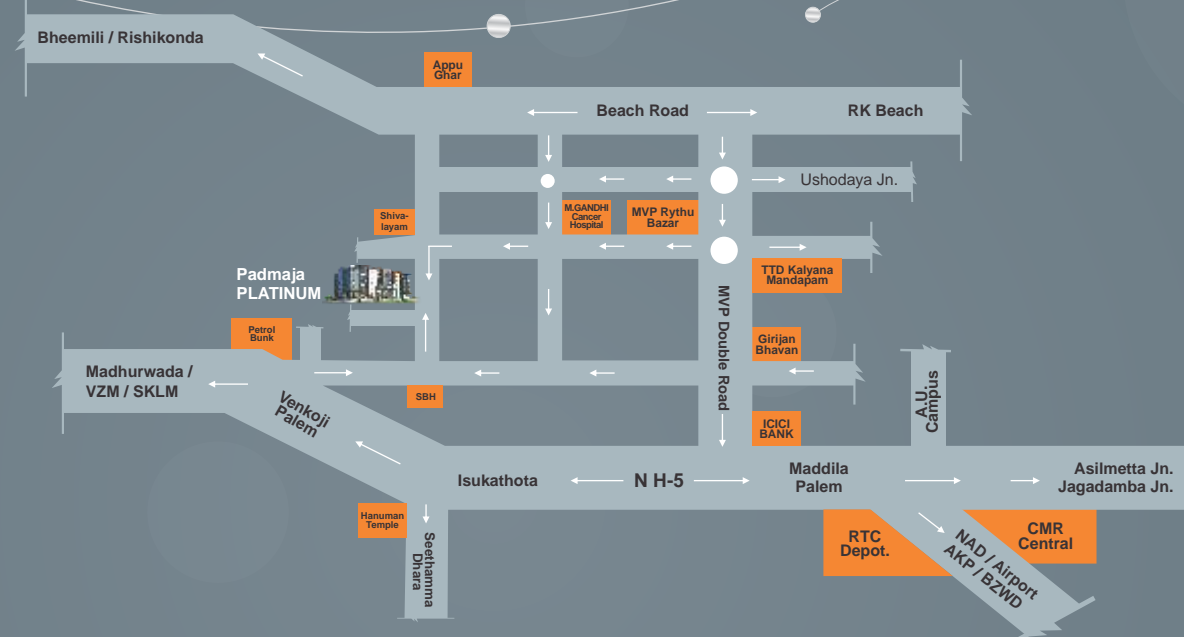 Bheemili / Rishikonda
Appu
Ghar
Beach Road
RK Beach
Ushodaya Jn.
Shiva-
layam
M.GANDHI
Cancer
Hospital
MVP Rythu
Bazar
Padmaja
PLATINUM
TTD Kalyana
Mandapam
MVP Double Road
Petrol
Bunk
Girijan
Bhavan
Madhurwada /
VZM / SKLM
Venkoji
Palem
SBH
A.U.
Campus
ICICI
BANK
Isukathota
N H-5
Maddila
Palem
Asilmetta Jn.
Jagadamba Jn.
Hanuman
Temple
Seethamma
Dhara
RTC
Depot.
NAD / Airport
AKP / BZWD
CMR
Central